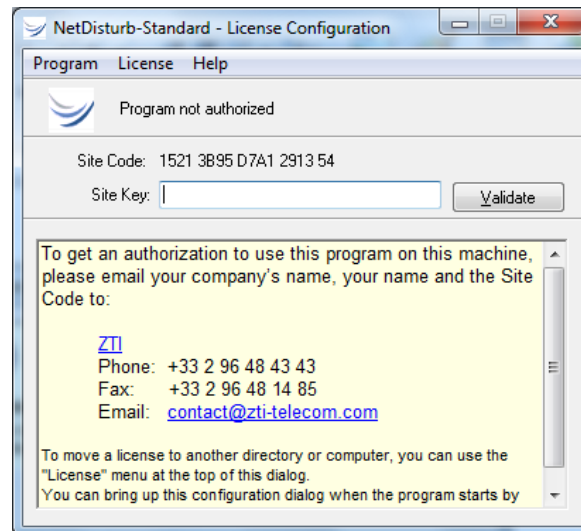 NetDisturb-Standard - License Configuration
Program License Help
Program not authorized
Site Code: 1521 3B95 D7A1 2913 54
Site Key:
Validate
To get an authorization to use this program on this machine,
please email your company's name, your name and the Site
Code to:
ZTI
Phone: +33 2 96 48 43 43
Fax: +33 2 96 48 14 85
Email: contact@zti-telecom.com
To move a license to another directory or computer, you can use the
"License" menu at the top of this dialog.
You can bring up this configuration dialog when the program starts by